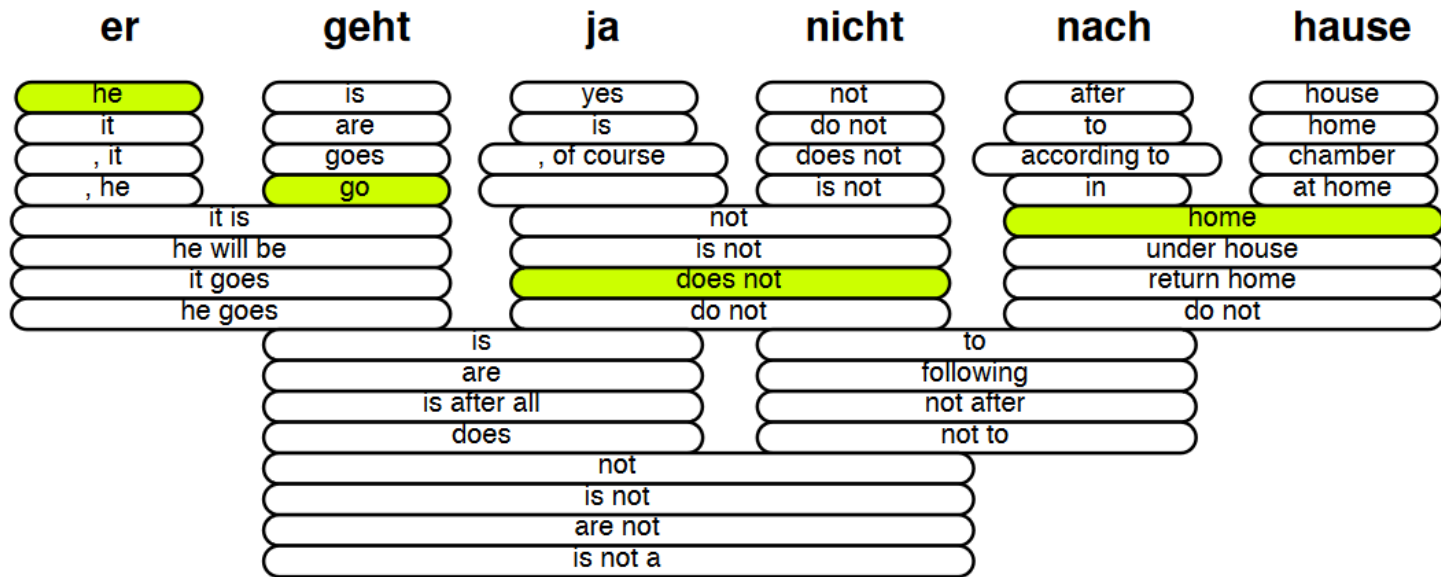 er geht ja nicht nach hause
he is yes not after house
it are is do not to home
, it goes , of course does not according to chamber
, he go is not in at home
it is not home
he will be is not under house
it goes does not return home
he goes do not do not
is to
are following
is after all not after
does not to
not
is not
are not
is not a